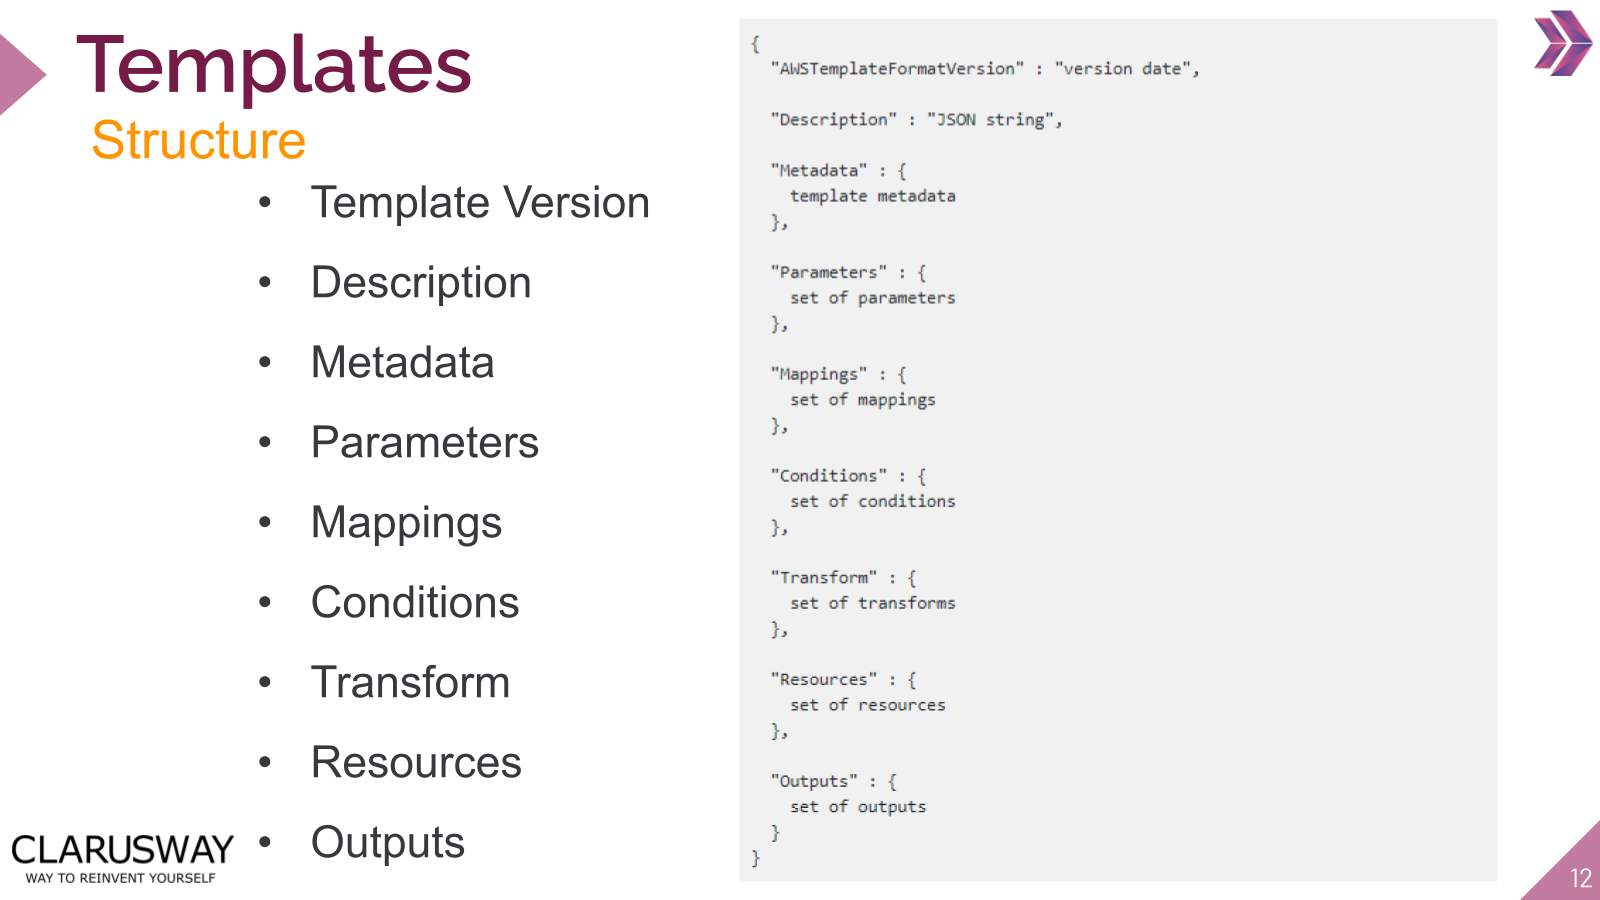 Templates
Structure
• Template Version
• Description
• Metadata
• Parameters
• Mappings
• Conditions
• Transform
• Resources
• Outputs
{
"AWSTemplateFormatVersion" : "version date",
"Description" : "JSON string",
"Metadata" : {
template metadata
},
"Parameters" : {
set of parameters
},
"Mappings" : {
set of mappings
},
"Conditions" : {
set of conditions
},
"Transform" : {
set of transforms
},
"Resources" : {
set of resources
},
"Outputs" : {
set of outputs
}
}
CLARUSWAY
WAY TO REINVENT YOURSELF
12